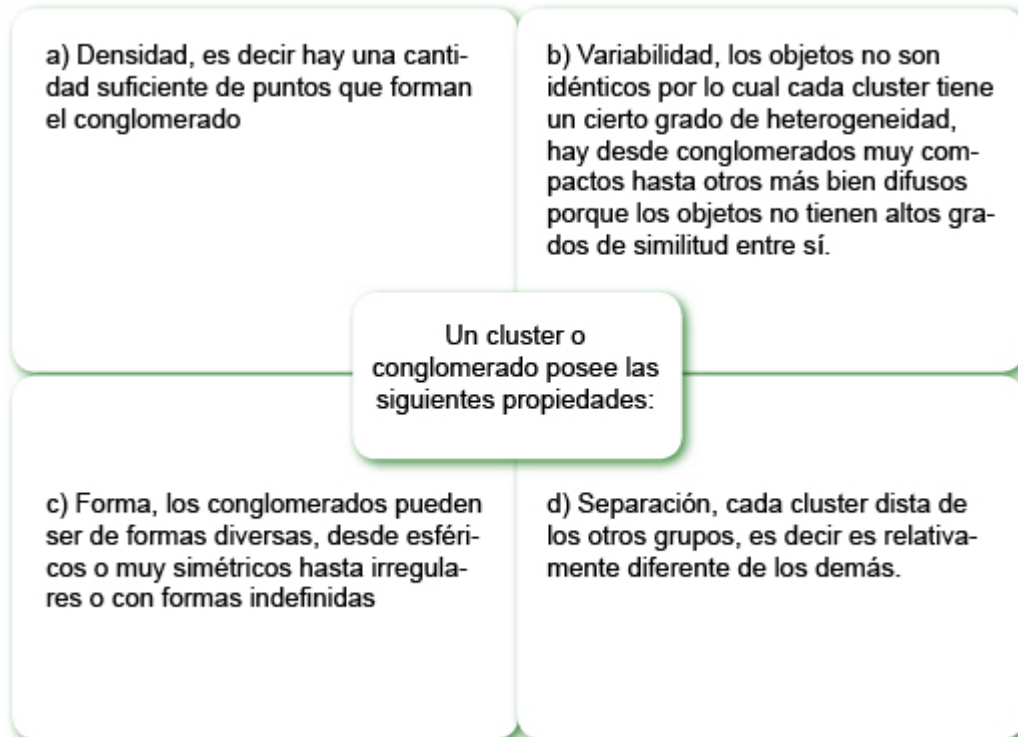 a) Densidad, es decir hay una canti-
dad suficiente de puntos que forman
el conglomerado
b) Variabilidad, los objetos no son
idénticos por lo cual cada cluster tiene
un cierto grado de heterogeneidad,
hay desde conglomerados muy com-
pactos hasta otros más bien difusos
porque los objetos no tienen altos gra-
dos de similitud entre sí.
Un cluster o
conglomerado posee las
siguientes propiedades:
c) Forma, los conglomerados pueden
ser de formas diversas, desde esféri-
cos o muy simétricos hasta irregula-
res o con formas indefinidas
d) Separación, cada cluster dista de
los otros grupos, es decir es relativa-
mente diferente de los demás.